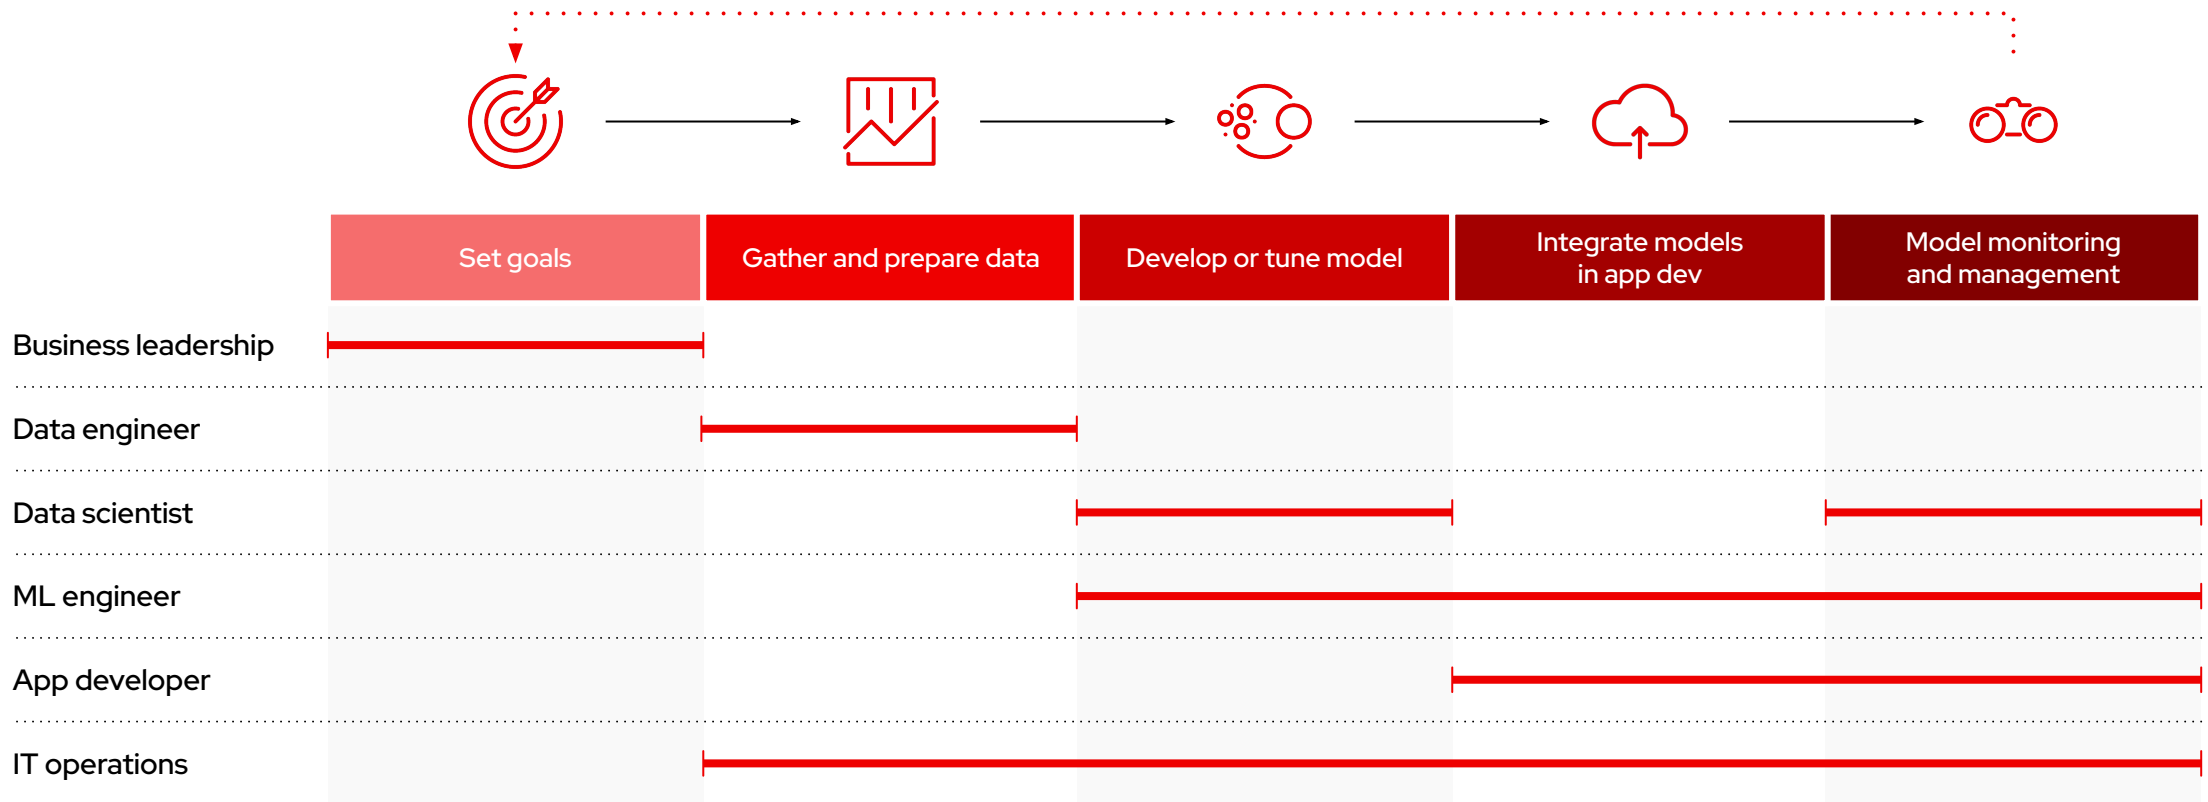 Set goals
Gather and prepare data
Develop or tune model
Integrate models
in app dev
Model monitoring
and management
Business leadership
Data engineer
Data scientist
ML engineer
App developer
IT operations